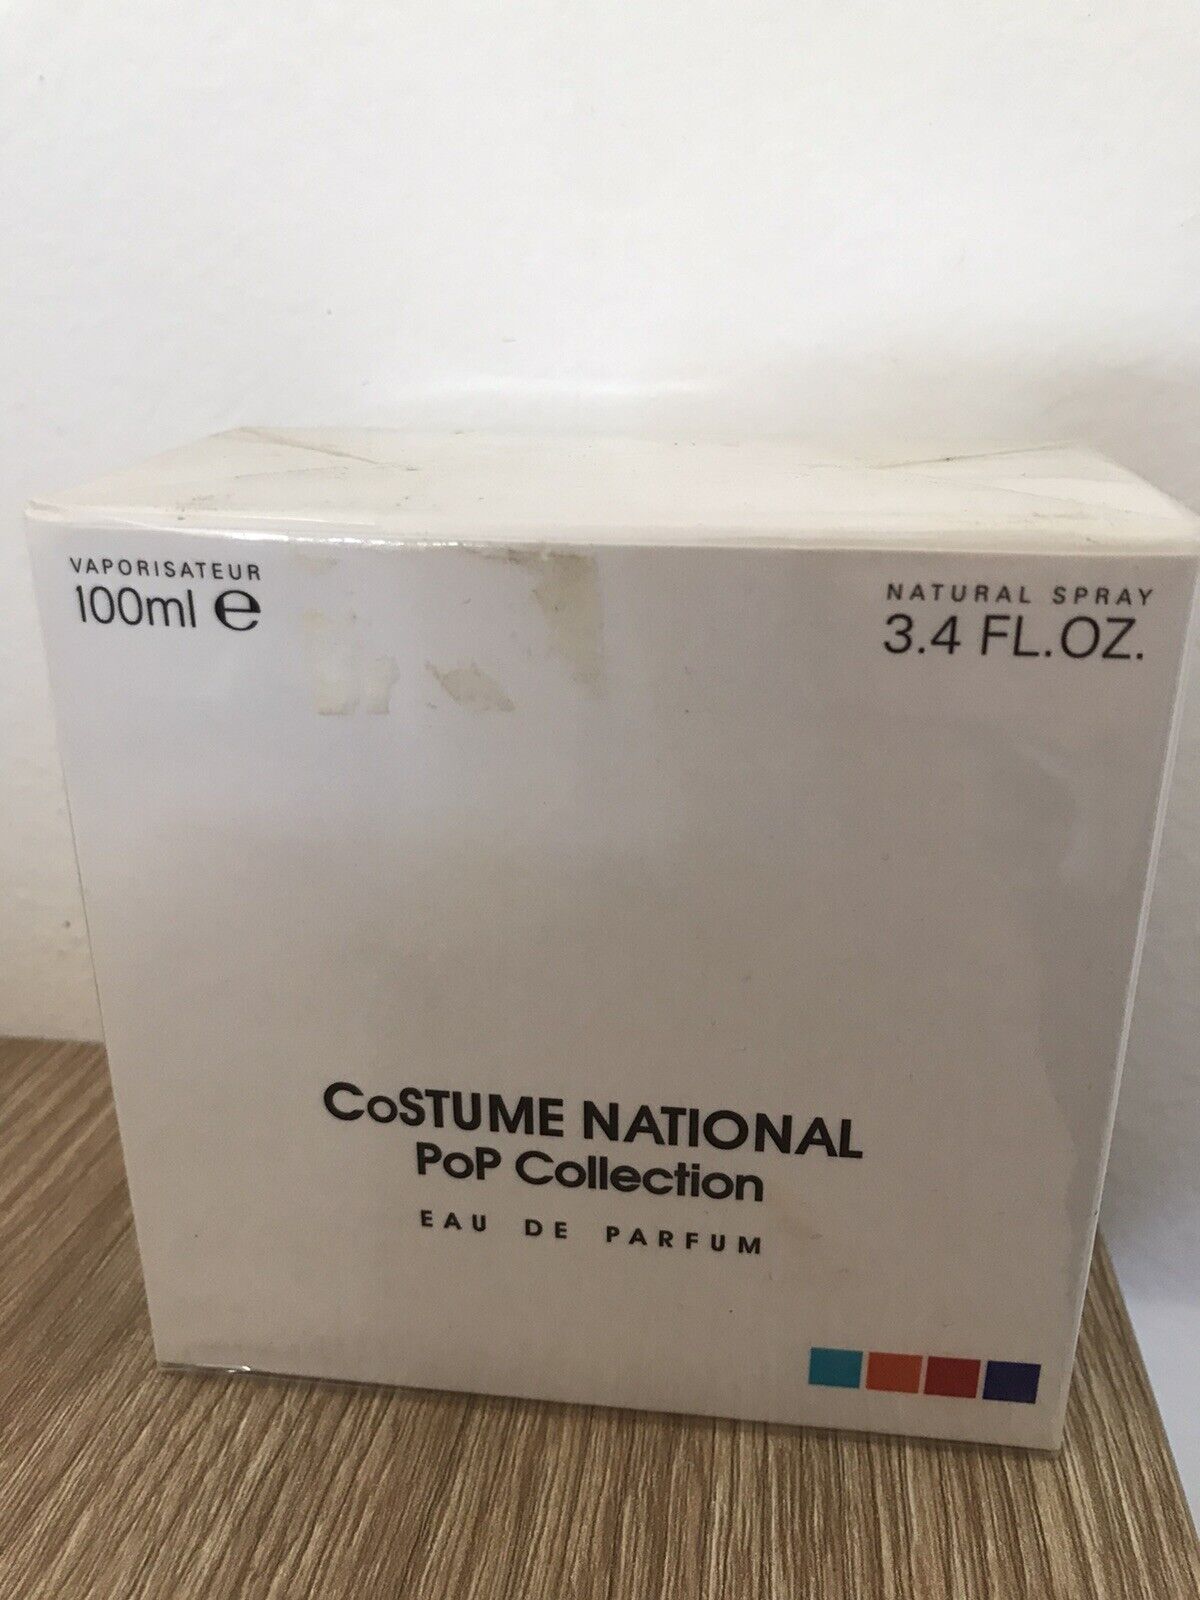 VAPORISATEUR
100ml ℮
NATURAL SPRAY
3.4 FL.OZ.
CoSTUME NATIONAL
PoP Collection
EAU DE PARFUM